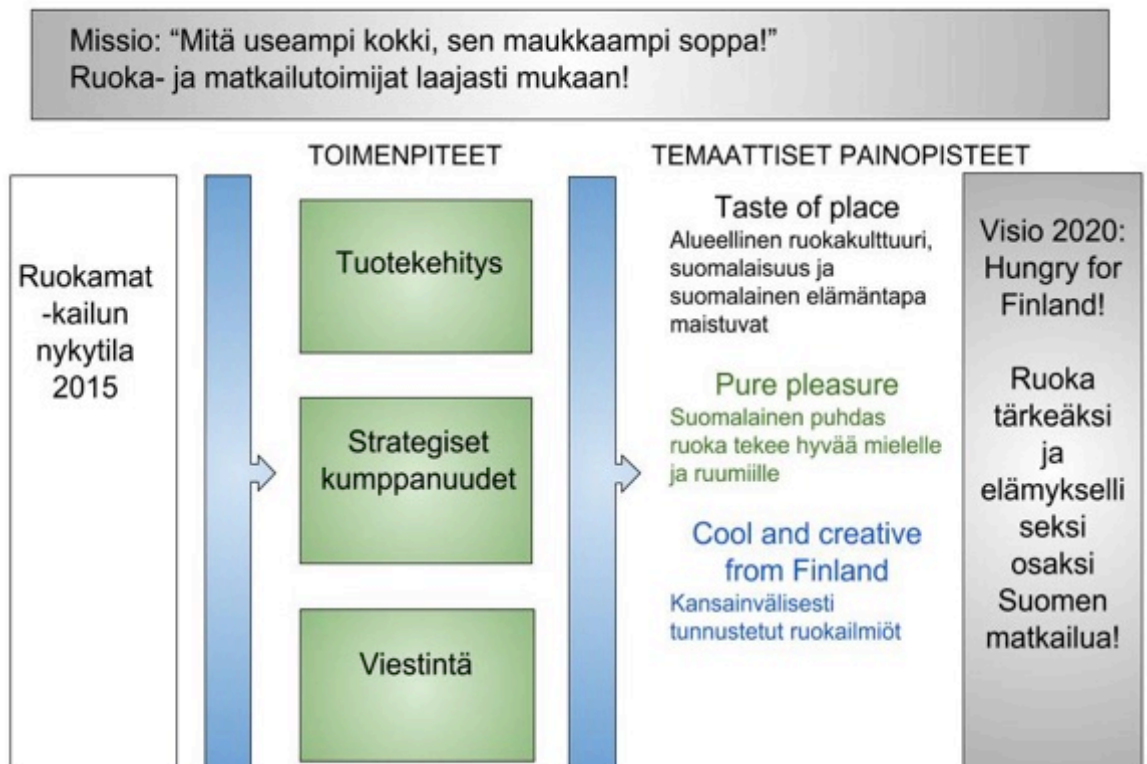 Missio: “Mitä useampi kokki, sen maukkaampi soppa!”
Ruoka- ja matkailutoimijat laajasti mukaan!
TOIMENPITEET
TEMAATTISET PAINOPISTEET
Ruokamat
-kailun
nykytila
2015
Tuotekehitys
Strategiset
kumppanuudet
Viestintä
Taste of place
Alueellinen ruokakulttuuri,
suomalaisuus ja
suomalainen elämäntapa
maistuvat
Pure pleasure
Suomalainen puhdas
ruoka tekee hyvää mielelle
ja ruumiille
Cool and creative
from Finland
Kansainvälisesti
tunnustetut ruokailmiöt
Visio 2020:
Hungry for
Finland!
Ruoka
tärkeäksi
ja
elämykselli
seksi
osaksi
Suomen
matkailua!